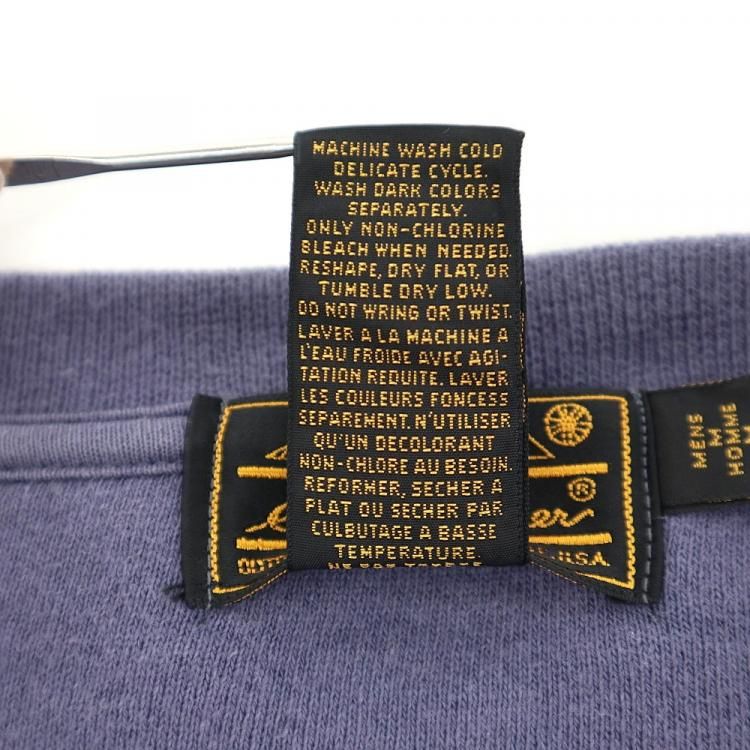 MACHINE WASH COLD
DELICATE CYCLE.
WASH DARK COLORS
SEPARATELY.
ONLY NON-CHLORINE
BLEACH WHEN NEEDED
RESHAPE, DRY FLAT, OR
TUMBLE DRY LOW.
DO NOT WRING OR TWIST.
LAVER A LA MACHINE A
L'EAU FROIDE AVEC AGI-
TATION REDUITE. LAVER
LES COULEURS FONCESS
SEPAREMENT. N'UTILISER
QU'UN DECOLORANT
NON-CHLORE AU BESOIN.
REFORMER, SECHER A
PLAT OU SECHER PAR
CULBUTAGE A BASSE
TEMPERATURE.
er®
U.S.A.
MENS
M
HOMME